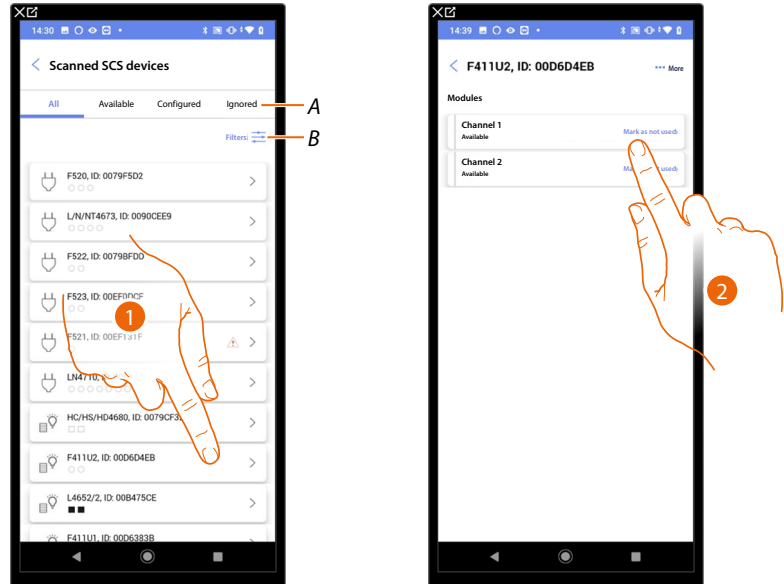 14:30
Scanned SCS devices
All Available Configured Ignored
A
Filters
B
F520, ID: 0079F5D2
L/N/NT4673, ID: 0090CEE9
F522, ID: 0079BFDD
F523, ID: 00EF0DCF
F521, ID: 00EF131F
LN4710,
HC/HS/HD4680, ID: 0079CF3
F411U2, ID: 00D6D4EB
L4652/2, ID: 00B475CE
F411U1, ID: 00D6383B
1
14:39
F411U2, ID: 00D6D4EB
More
Modules
Channel 1
Available
Mark as not used
Channel 2
Available
used
2